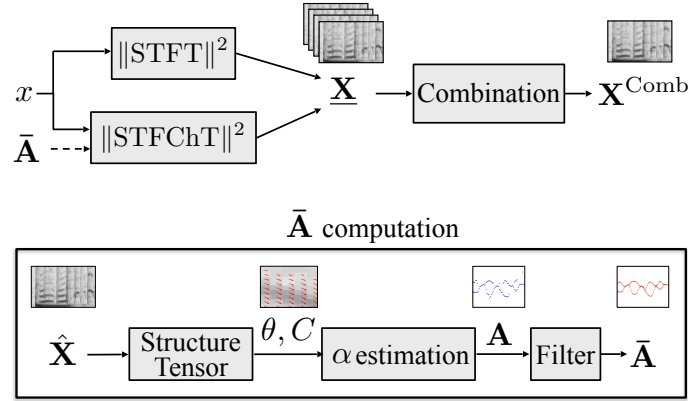 ‖STFT‖²
x
X
Combination
X^Comb
Ā
‖STFChT‖²
Ā computation
X̂
Structure
Tensor
θ, C
α estimation
A
Filter
Ā